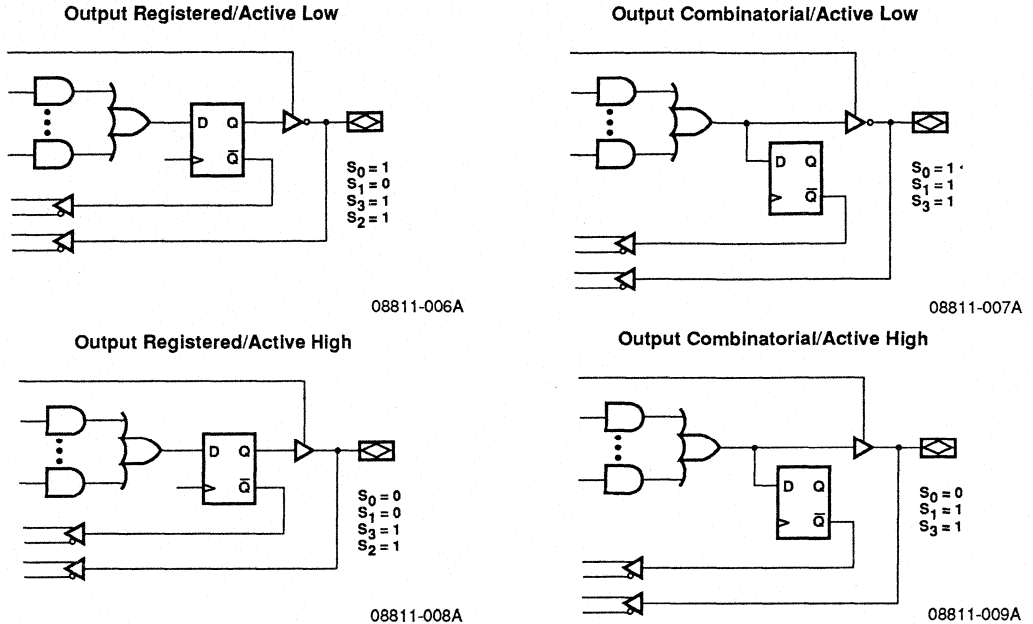 Output Registered/Active Low
D Q
Q̅
S0 = 1
S1 = 0
S3 = 1
S2 = 1
08811-006A
Output Combinatorial/Active Low
D Q
Q̅
S0 = 1
S1 = 1
S3 = 1
08811-007A
Output Registered/Active High
D Q
Q̅
S0 = 0
S1 = 0
S3 = 1
S2 = 1
08811-008A
Output Combinatorial/Active High
D Q
Q̅
S0 = 0
S1 = 1
S3 = 1
08811-009A